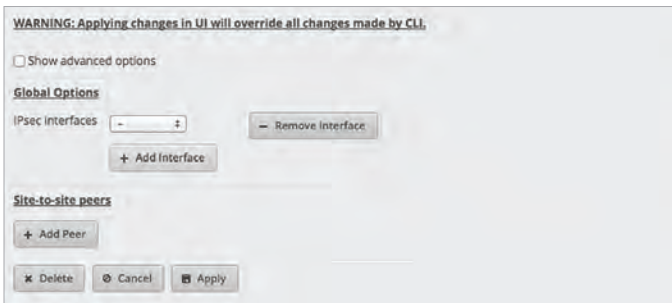 WARNING: Applying changes in UI will override all changes made by CLI.
Show advanced options
Global Options
IPsec Interfaces - − Remove Interface
+ Add Interface
Site-to-site peers
+ Add Peer
Delete Cancel Apply